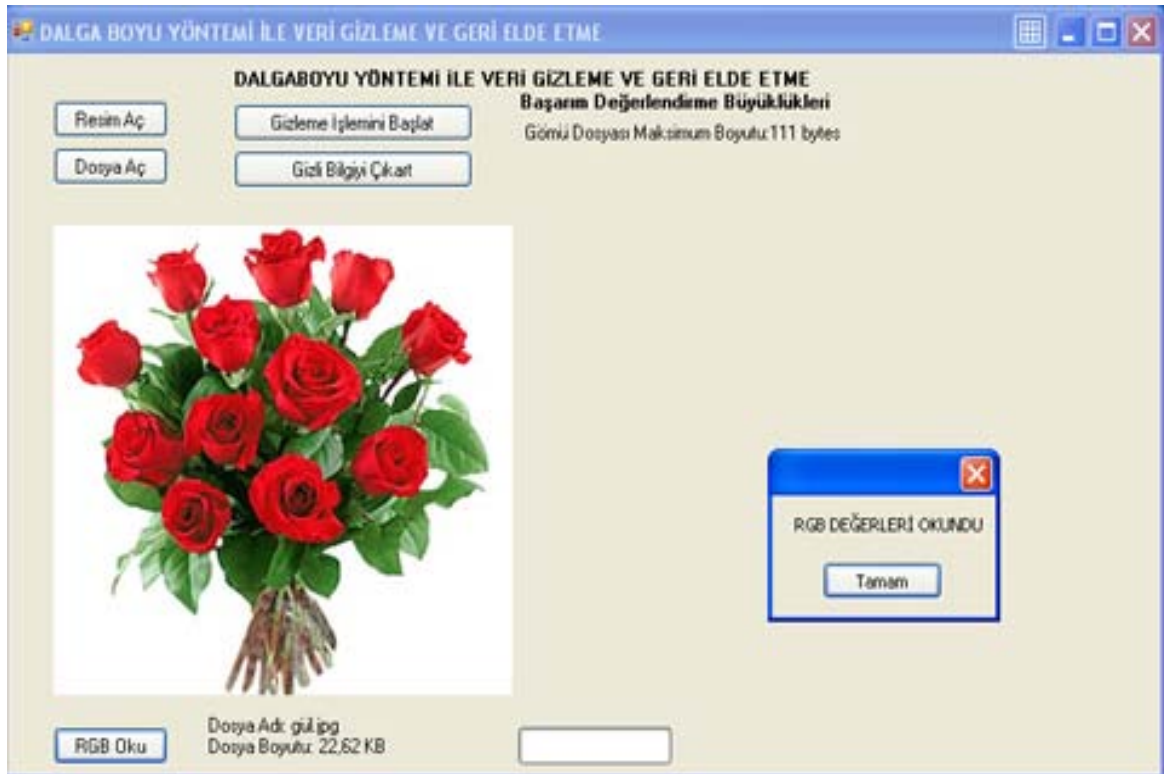 DALGA BOYU YÖNTEMİ İLE VERİ GİZLEME VE GERİ ELDE ETME
DALGABOYU YÖNTEMİ İLE VERİ GİZLEME VE GERİ ELDE ETME
Başarım Değerlendirme Büyüklükleri
Resim Aç
Gizleme İşlemini Başlat
Gömü Dosyası Maksimum Boyutu:111 bytes
Dosya Aç
Gizli Bilgiyi Çıkart
RGB DEĞERLERİ OKUNDU
Tamam
RGB Oku
Dosya Adı: gül.jpg
Dosya Boyutu: 22,62 KB